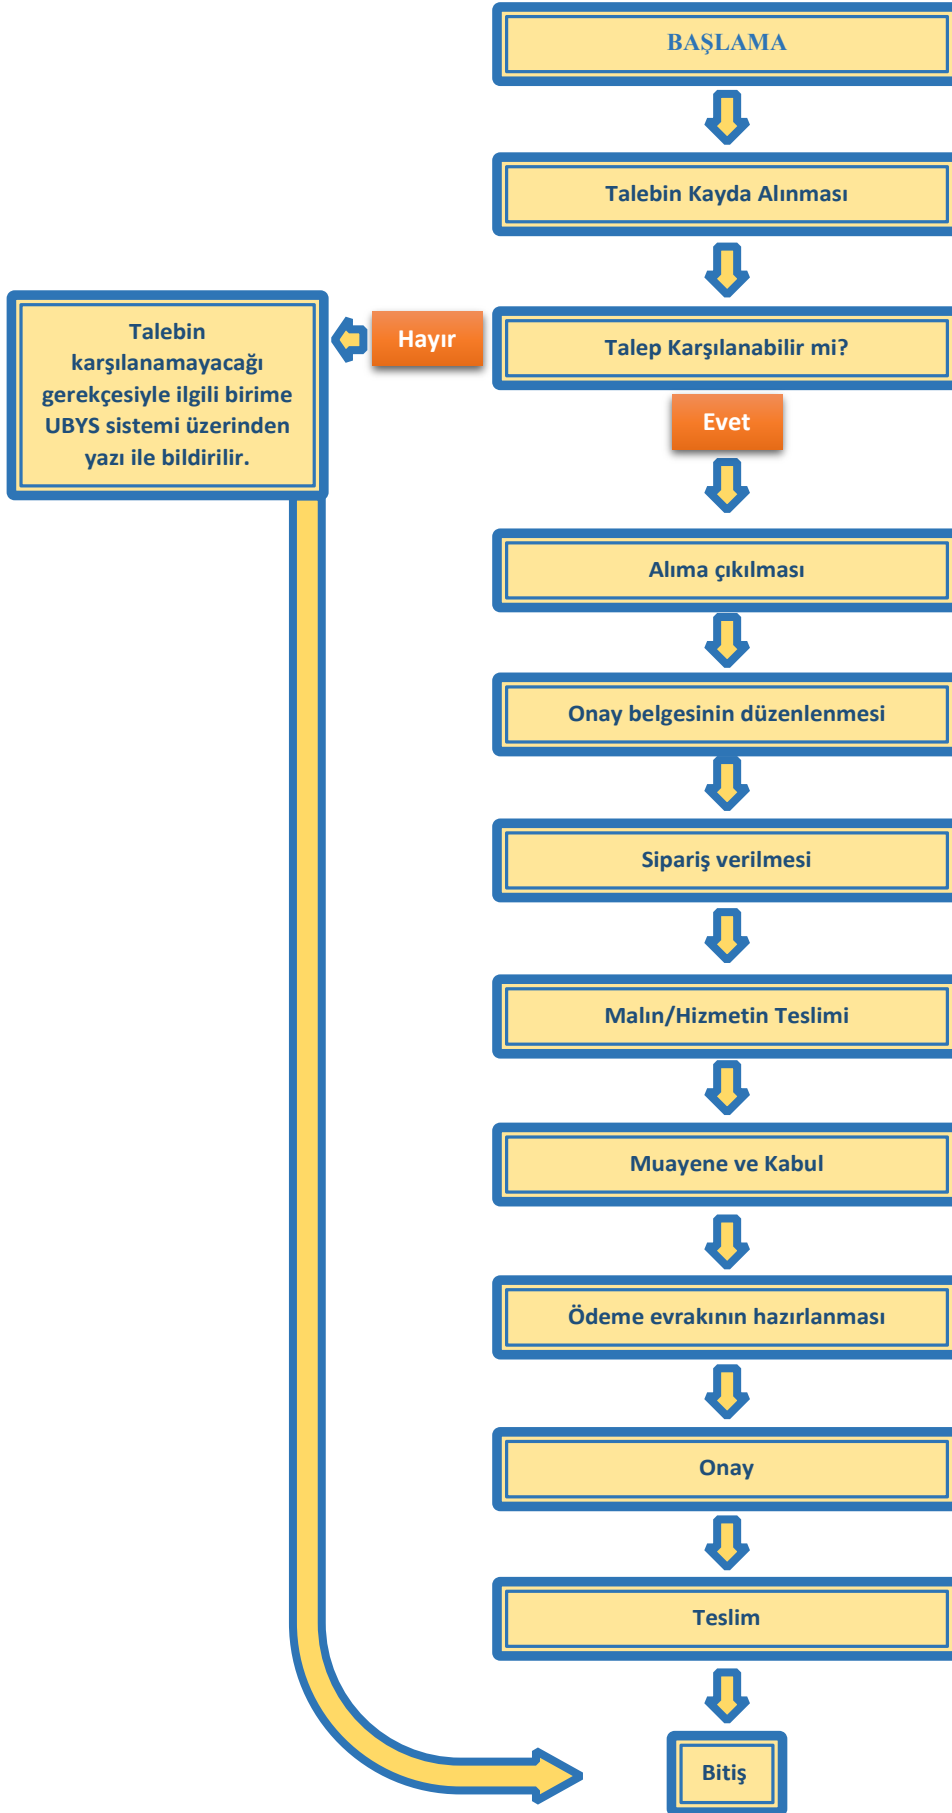 BAŞLAMA
Talebin Kayda Alınması
Talep Karşılanabilir mi?
Hayır
Talebin
karşılanamayacağı
gerekçesiyle ilgili birime
UBYS sistemi üzerinden
yazı ile bildirilir.
Evet
Alıma çıkılması
Onay belgesinin düzenlenmesi
Sipariş verilmesi
Malın/Hizmetin Teslimi
Muayene ve Kabul
Ödeme evrakının hazırlanması
Onay
Teslim
Bitiş